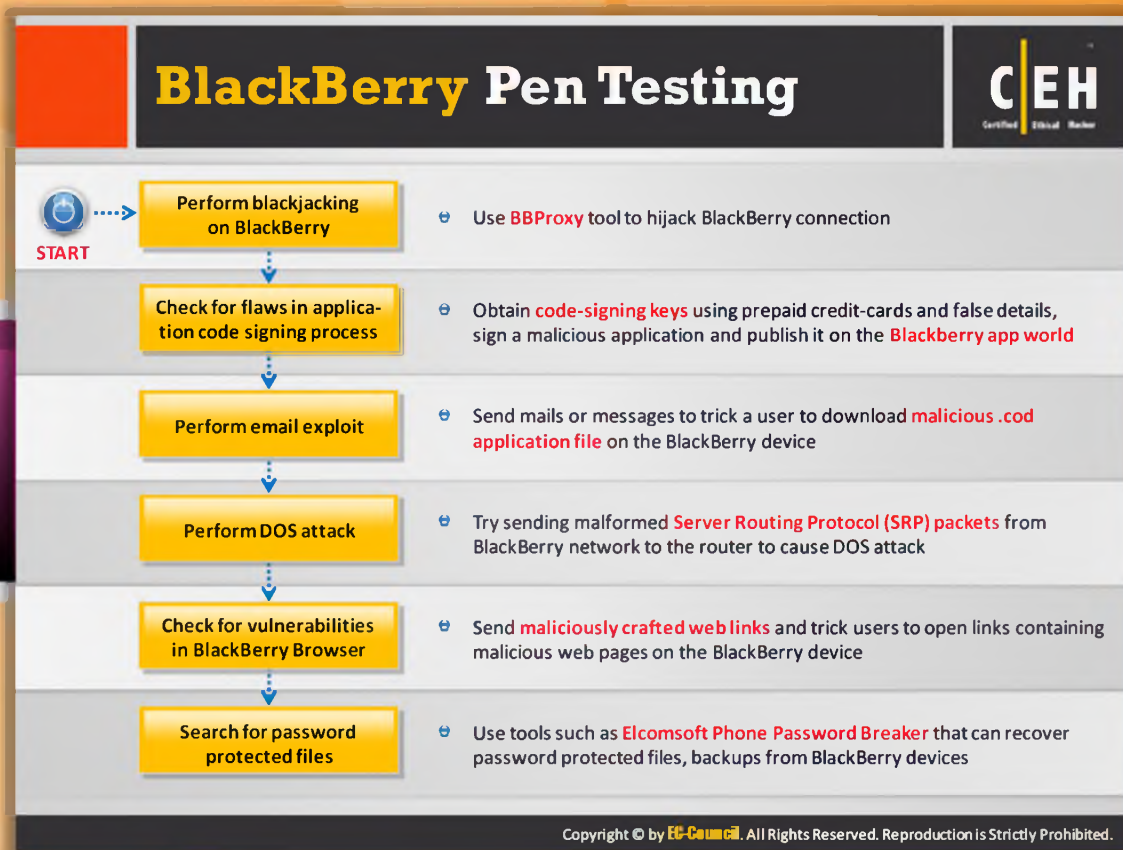 BlackBerry Pen Testing
C|EH
Certified Ethical Hacker
START
Perform blackjacking
on BlackBerry
Use BBProxy tool to hijack BlackBerry connection
Check for flaws in applica-
tion code signing process
Obtain code-signing keys using prepaid credit-cards and false details,
sign a malicious application and publish it on the Blackberry app world
Perform email exploit
Send mails or messages to trick a user to download malicious .cod
application file on the BlackBerry device
Perform DOS attack
Try sending malformed Server Routing Protocol (SRP) packets from
BlackBerry network to the router to cause DOS attack
Check for vulnerabilities
in BlackBerry Browser
Send maliciously crafted web links and trick users to open links containing
malicious web pages on the BlackBerry device
Search for password
protected files
Use tools such as Elcomsoft Phone Password Breaker that can recover
password protected files, backups from BlackBerry devices
Copyright © by EC-Council. All Rights Reserved. Reproduction is Strictly Prohibited.